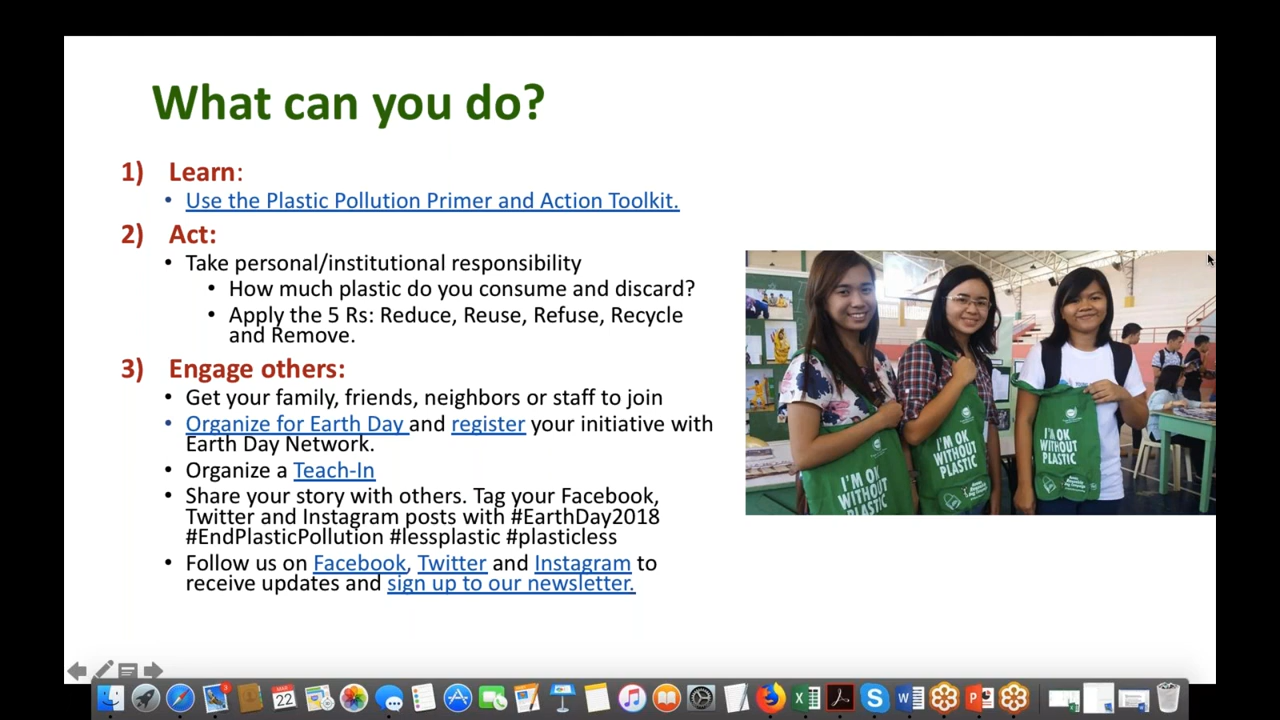 What can you do?
1) Learn:
• Use the Plastic Pollution Primer and Action Toolkit.
2) Act:
• Take personal/institutional responsibility
• How much plastic do you consume and discard?
• Apply the 5 Rs: Reduce, Reuse, Refuse, Recycle
and Remove.
3) Engage others:
• Get your family, friends, neighbors or staff to join
• Organize for Earth Day and register your initiative with
Earth Day Network.
• Organize a Teach-In
• Share your story with others. Tag your Facebook,
Twitter and Instagram posts with #EarthDay2018
#EndPlasticPollution #lessplastic #plasticless
• Follow us on Facebook, Twitter and Instagram to
receive updates and sign up to our newsletter.
I'M OK
WITHOUT
PLASTIC
I'M OK
WITHOUT
PLASTIC
I'M OK
WITHOUT
PLASTIC
22